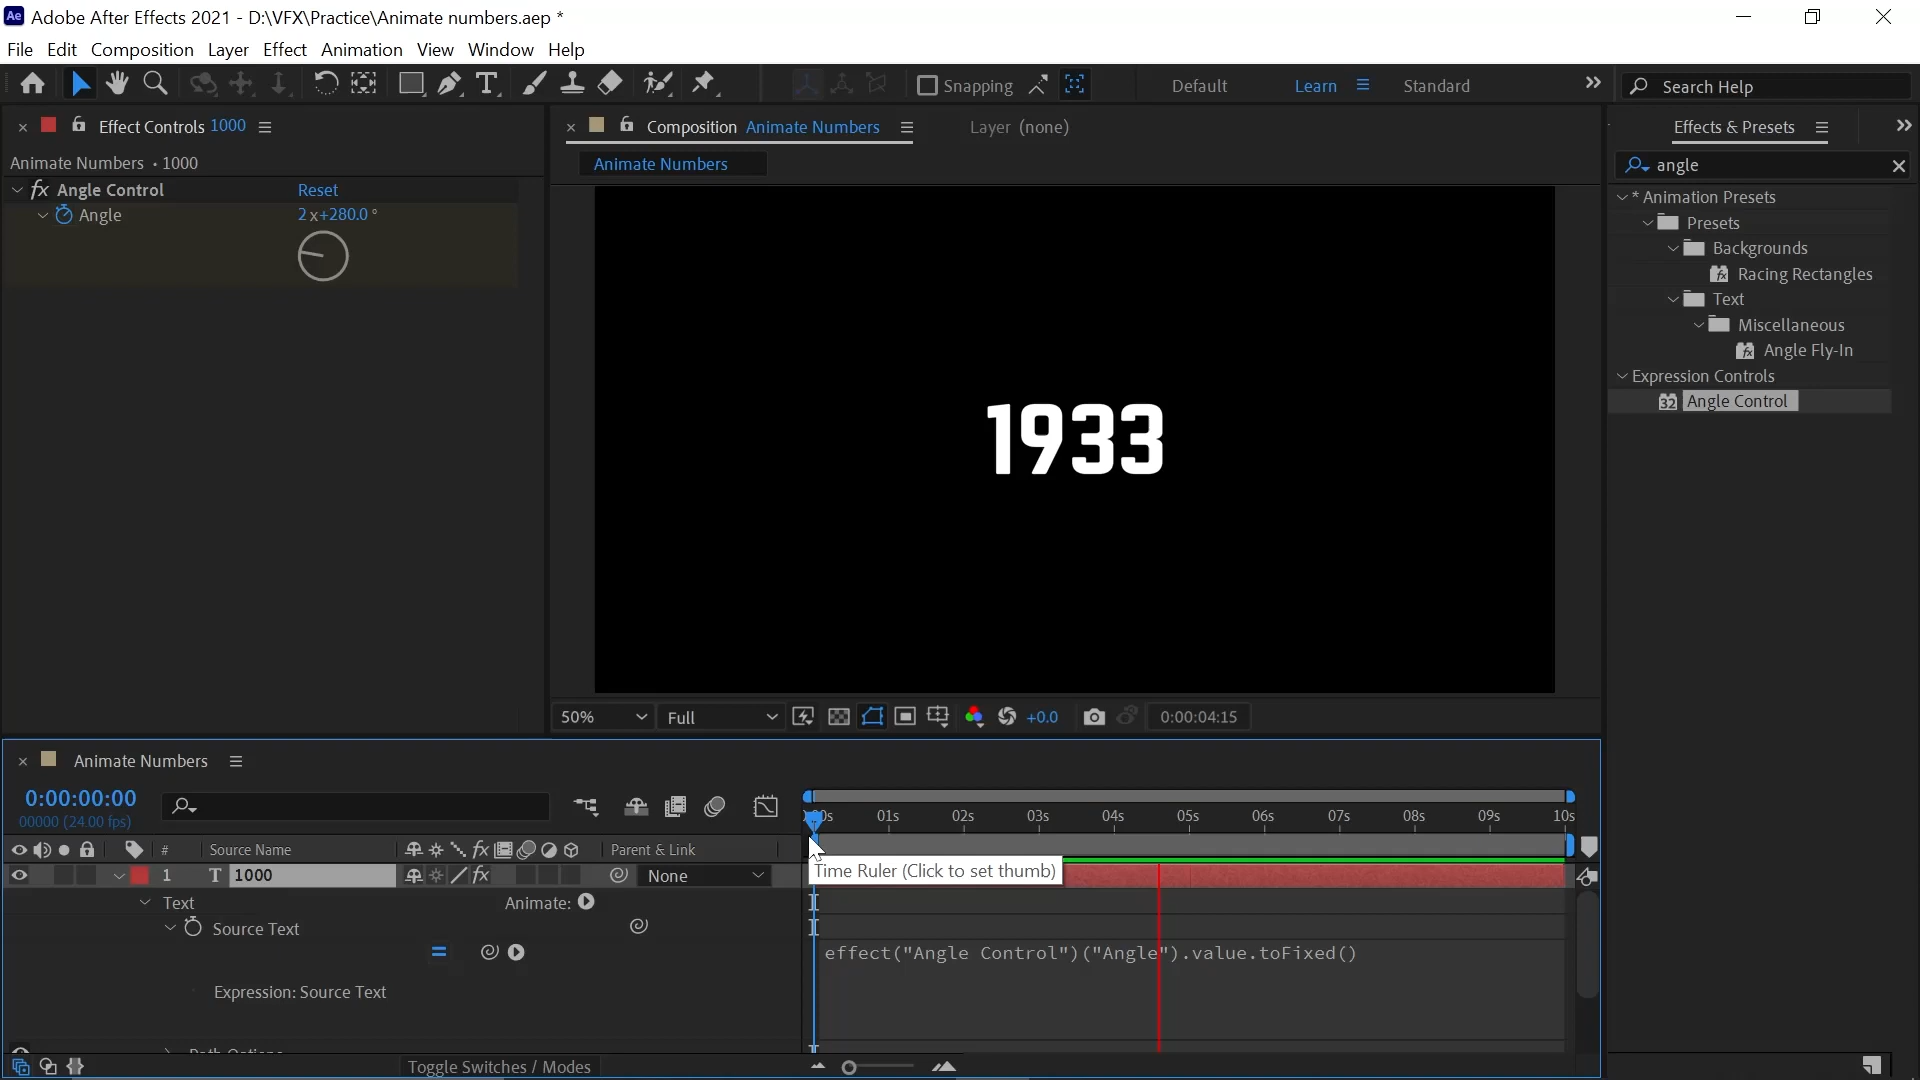 Ae Adobe After Effects 2021 - D:\VFX\Practice\Animate numbers.aep *
File Edit Composition Layer Effect Animation View Window Help
Snapping Default Learn Standard Search Help
Effect Controls 1000
Composition Animate Numbers Layer (none)
Effects & Presets
Animate Numbers • 1000
Animate Numbers
angle
fx Angle Control Reset
* Animation Presets
Angle 2x+280.0°
Presets
Backgrounds
Racing Rectangles
Text
Miscellaneous
Angle Fly-In
Expression Controls
32 Angle Control
1933
50% Full +0.0 0:00:04:15
Animate Numbers
0:00:00:00
00000 (24.00 fps)
01s 02s 03s 04s 05s 06s 07s 08s 09s 10s
# Source Name Parent & Link
1 T 1000 None
Time Ruler (Click to set thumb)
Text Animate:
Source Text
effect("Angle Control")("Angle").value.toFixed()
Expression: Source Text
Toggle Switches / Modes